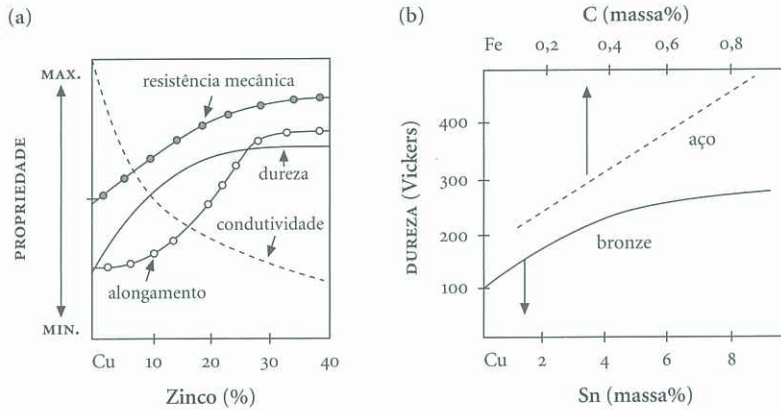 (a)
MAX.
PROPRIEDADE
MIN.
resistência mecânica
dureza
condutividade
alongamento
Cu 10 20 30 40
Zinco (%)
(b)
C (massa%)
Fe 0,2 0,4 0,6 0,8
DUREZA (Vickers)
400
300
200
100
aço
bronze
Cu 2 4 6 8
Sn (massa%)